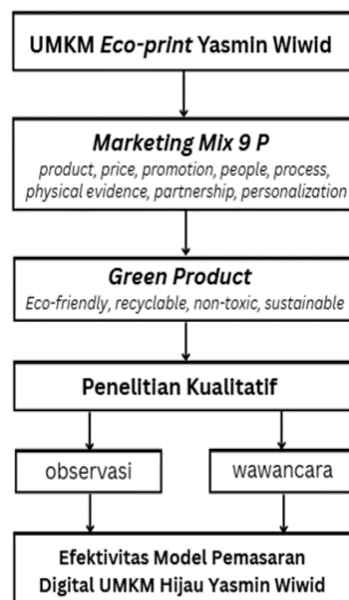 UMKM Eco-print Yasmin Wiwid
Marketing Mix 9 P
product, price, promotion, people, process,
physical evidence, partnership, personalization
Green Product
Eco-friendly, recyclable, non-toxic, sustainable
Penelitian Kualitatif
observasi
wawancara
Efektivitas Model Pemasaran
Digital UMKM Hijau Yasmin Wiwid